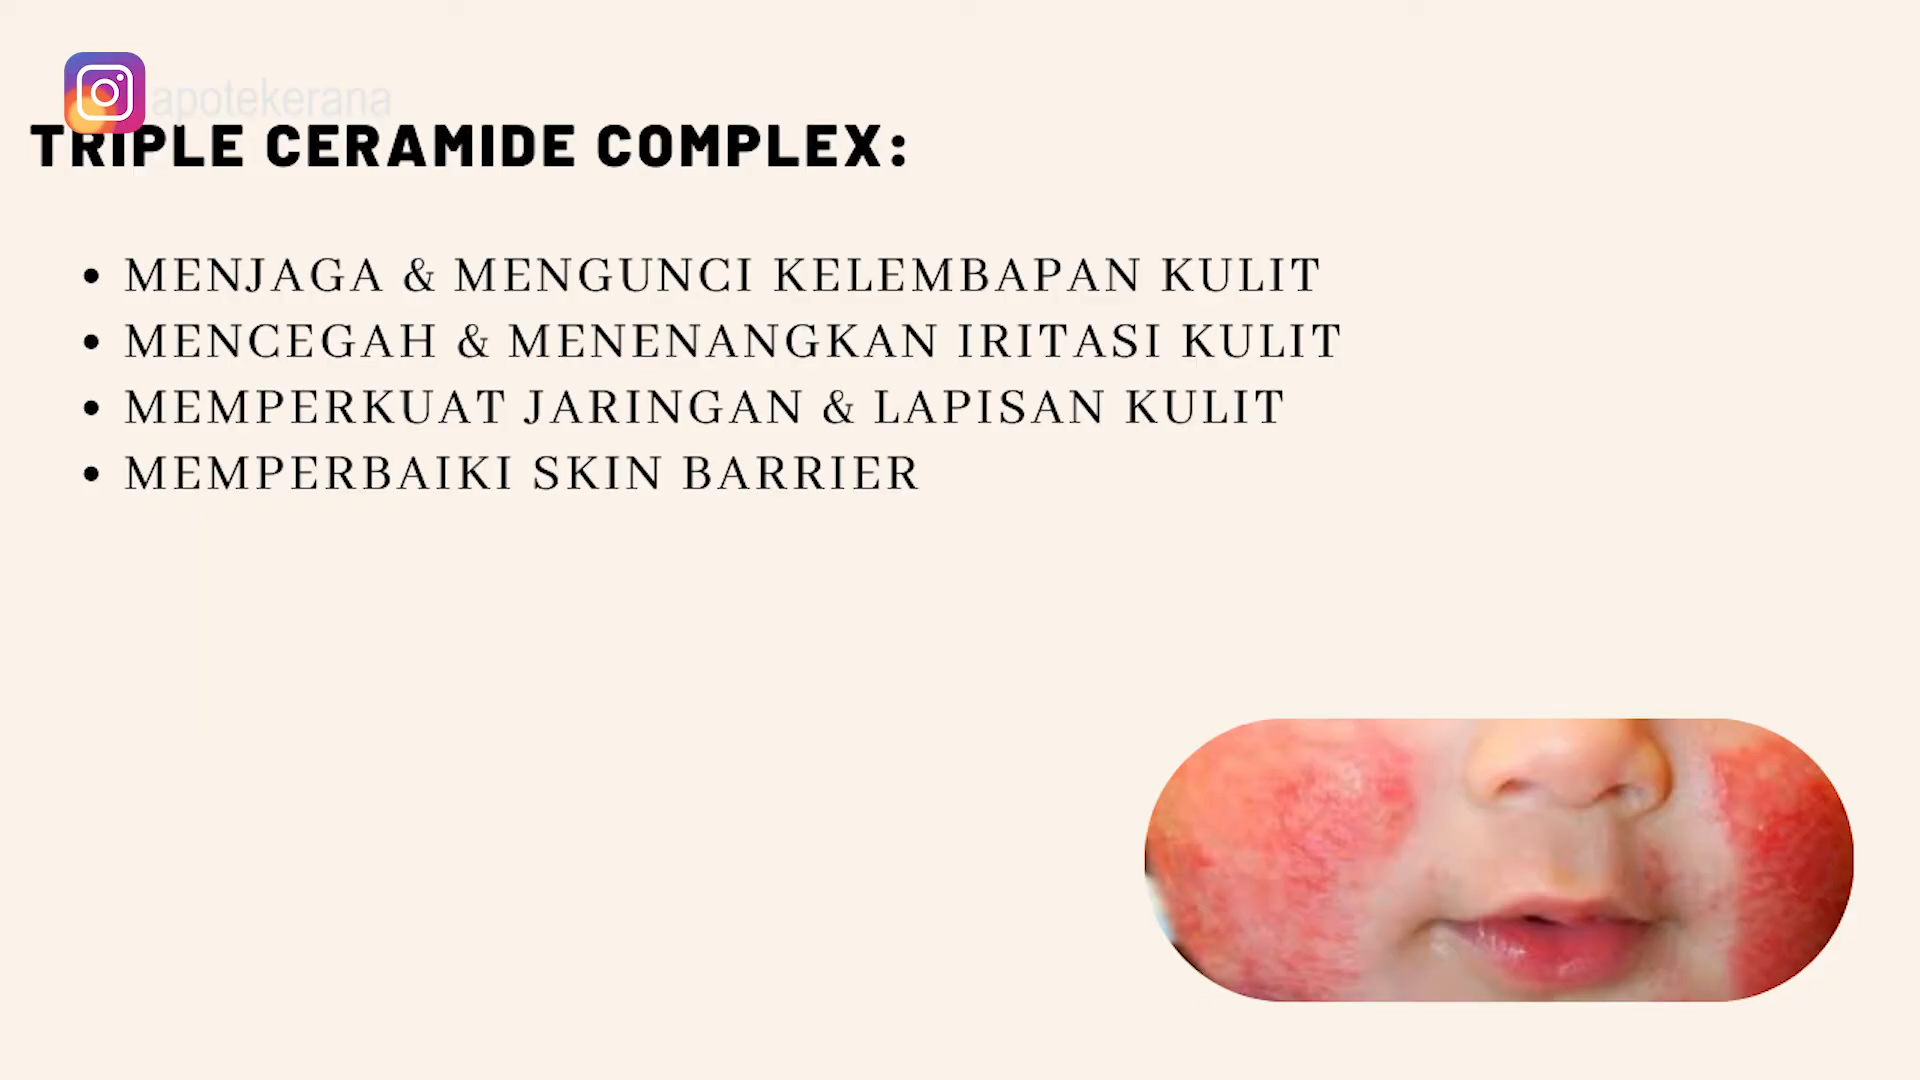 apotekerana
TRIPLE CERAMIDE COMPLEX:
• MENJAGA & MENGUNCI KELEMBAPAN KULIT
• MENCEGAH & MENENANGKAN IRITASI KULIT
• MEMPERKUAT JARINGAN & LAPISAN KULIT
• MEMPERBAIKI SKIN BARRIER